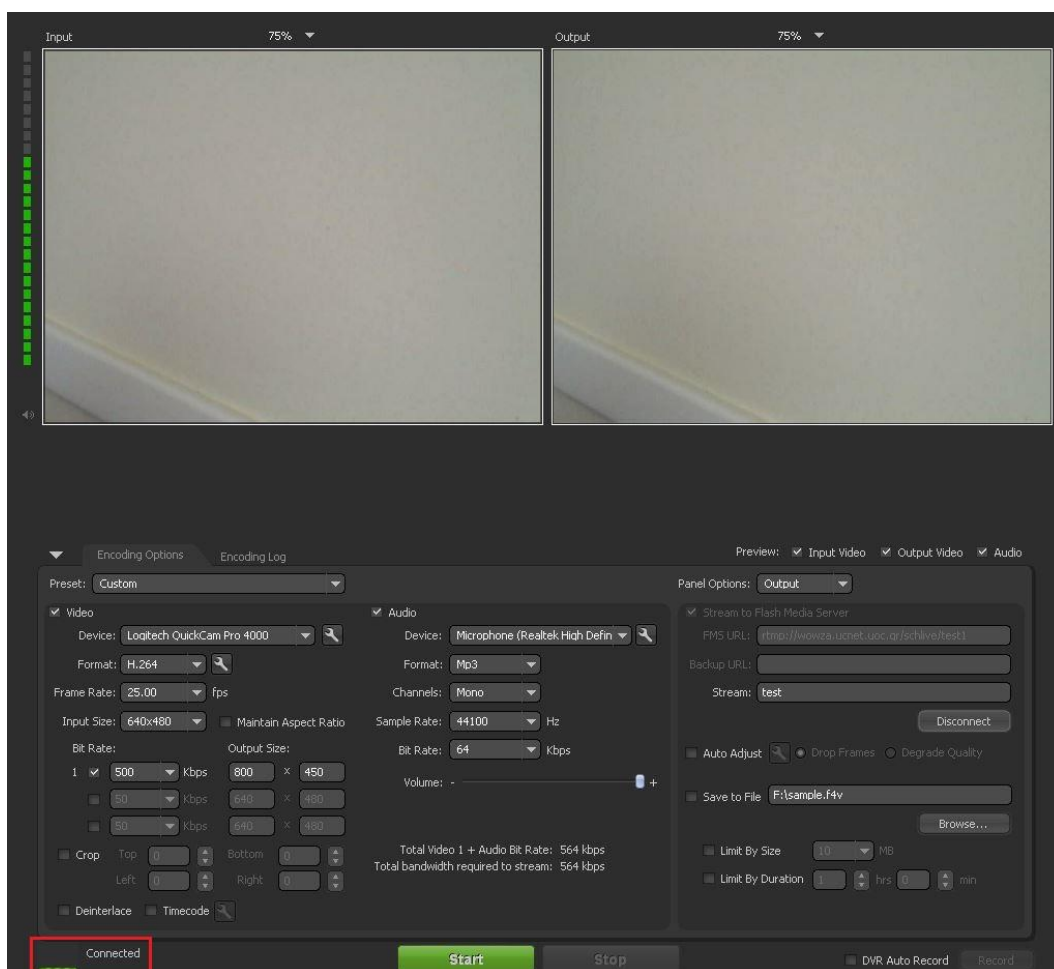 Input 75% Output 75%
Encoding Options Encoding Log Preview: Input Video Output Video Audio
Preset: Custom Panel Options: Output
Video Audio Stream to Flash Media Server
Device: Logitech QuickCam Pro 4000 Device: Microphone (Realtek High Defin FMS URL: rtmp://wowza.ucnet.uoc.gr/schlive/test1
Format: H.264 Format: Mp3 Backup URL:
Frame Rate: 25.00 fps Channels: Mono Stream: test
Input Size: 640x480 Maintain Aspect Ratio Sample Rate: 44100 Hz Disconnect
Bit Rate: Output Size: Bit Rate: 64 Kbps Auto Adjust Drop Frames Degrade Quality
1 500 Kbps 800 x 450 Volume: - + Save to File F:\sample.f4v
50 Kbps 640 x 480
50 Kbps 640 x 480 Browse...
Crop Top 0 Bottom 0 Total Video 1 + Audio Bit Rate: 564 kbps Limit By Size 10 MB
Left 0 Right 0 Total bandwidth required to stream: 564 kbps Limit By Duration 1 hrs 0 min
Deinterlace Timecode
Connected Start Stop DVR Auto Record Record